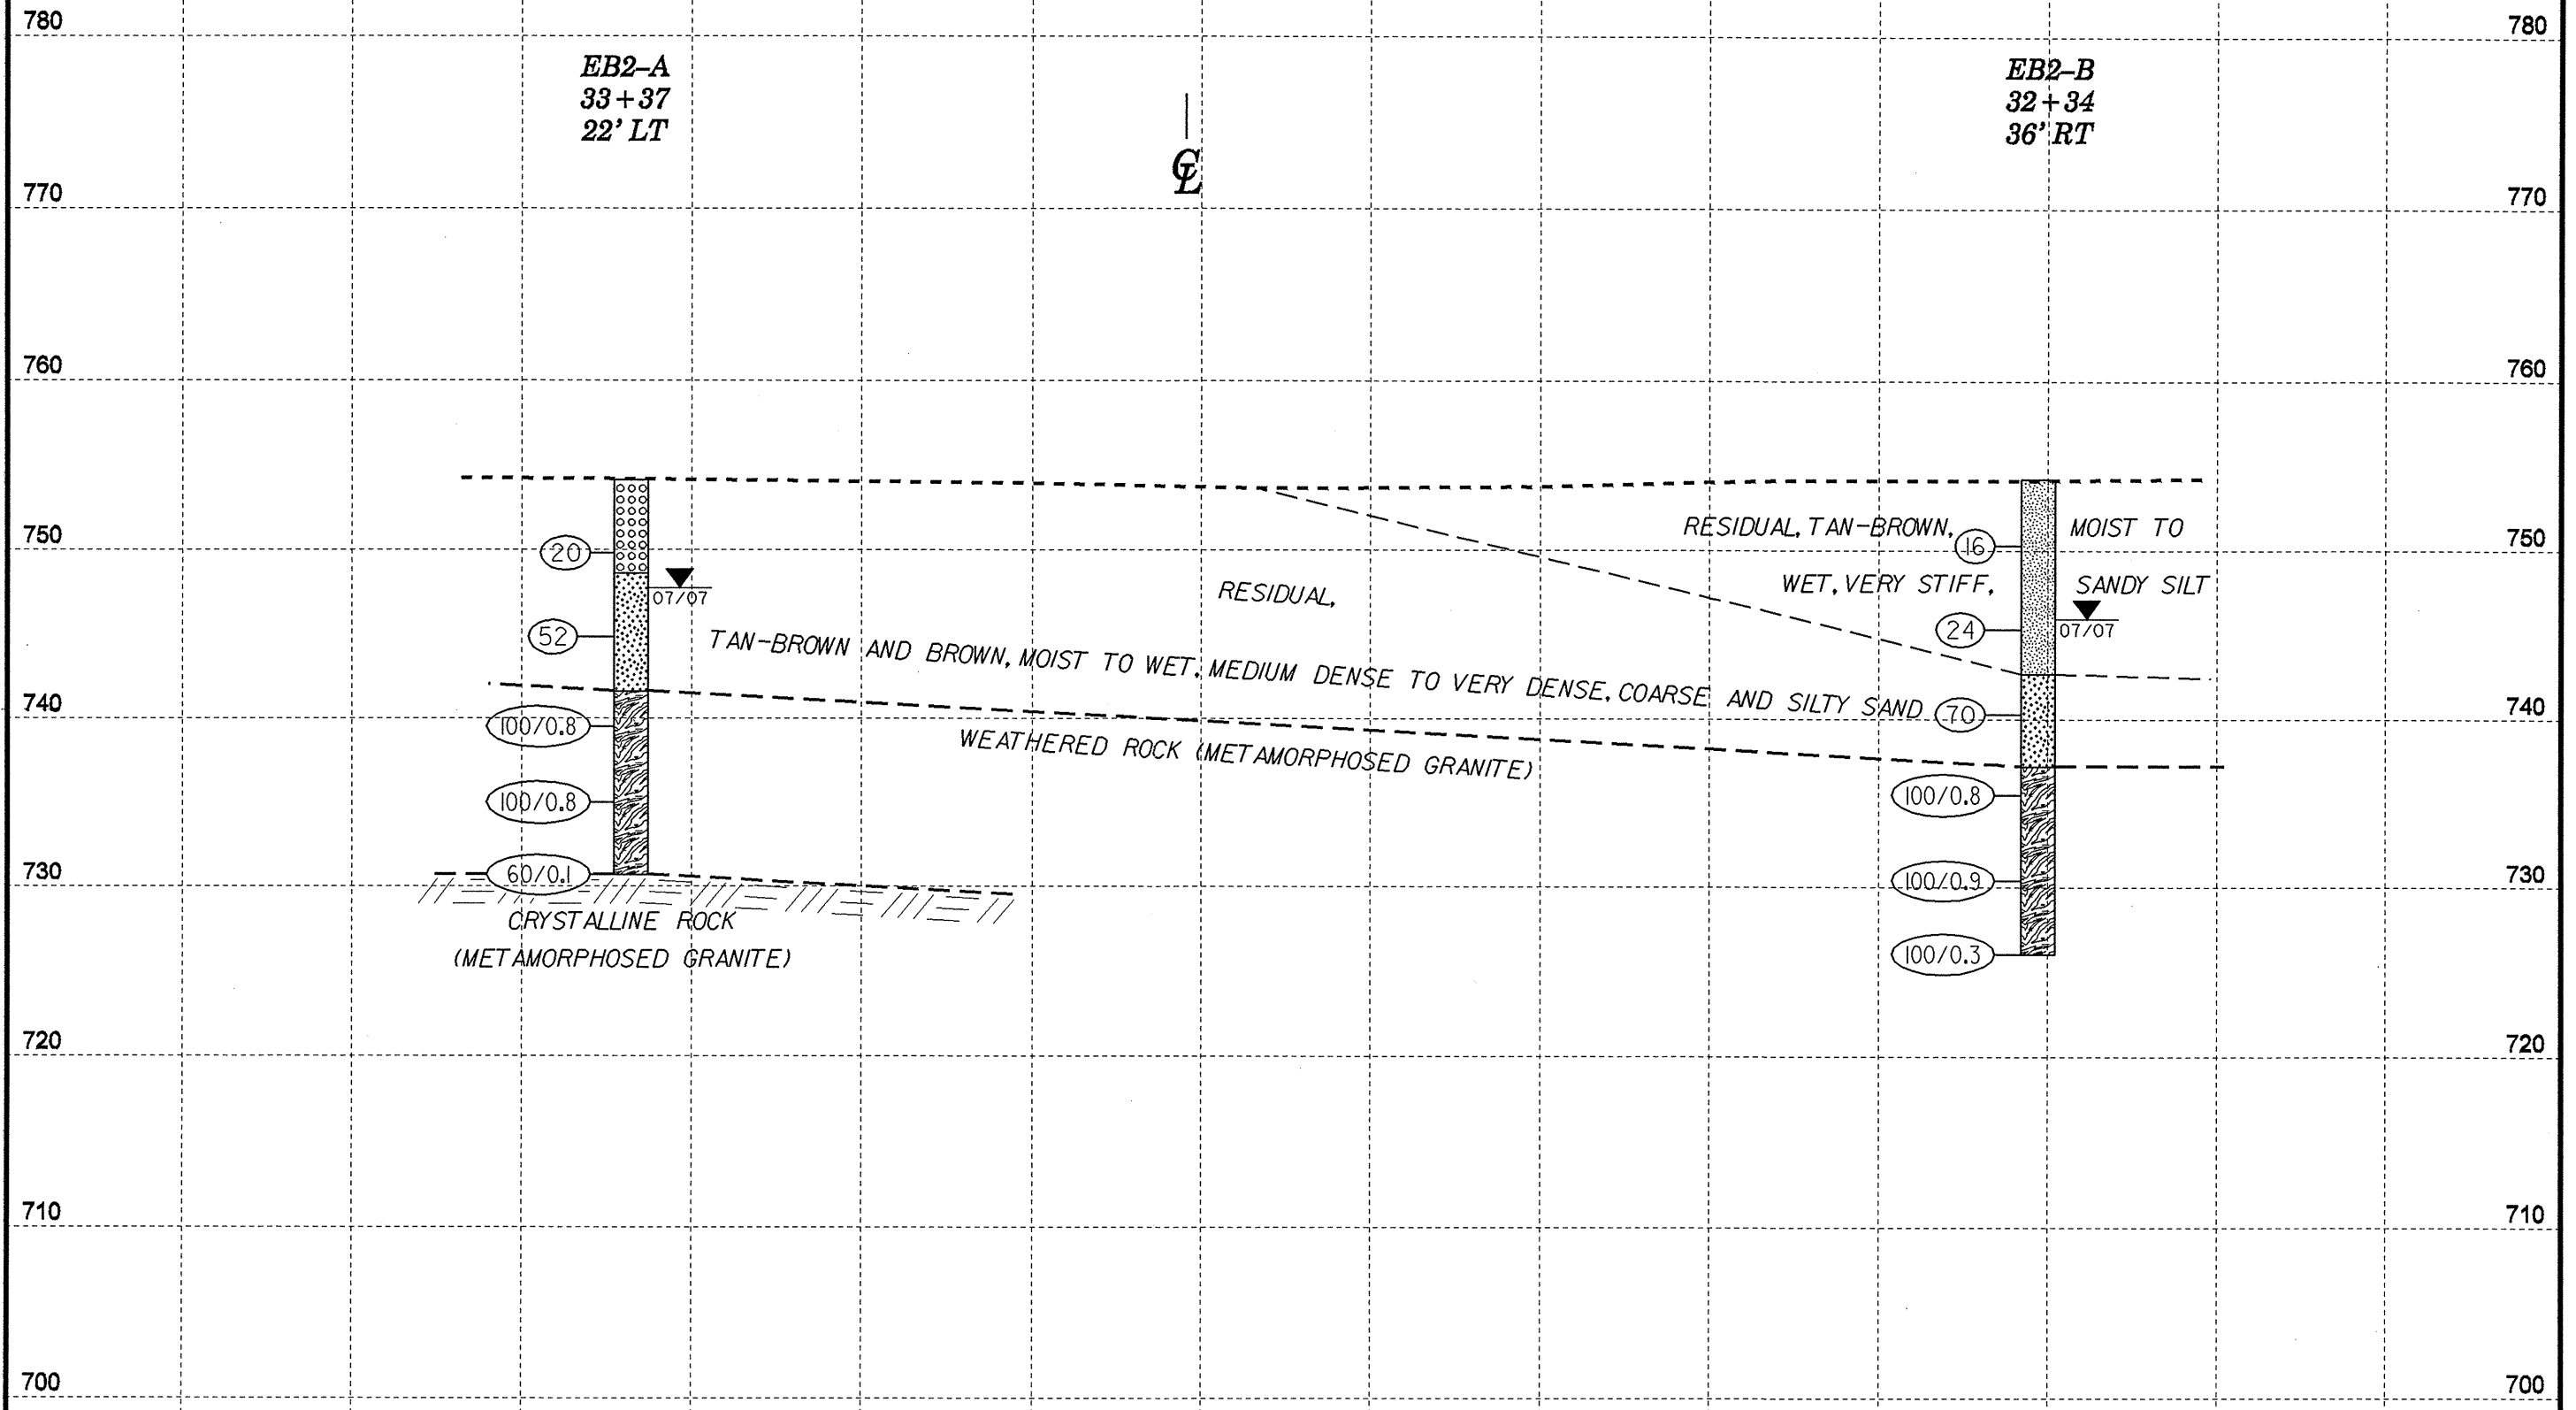 780 780
EB2-A
33+37
22' LT
EB2-B
32+34
36' RT
CL
770 770
760 760
RESIDUAL, TAN-BROWN, 16 MOIST TO
750 20 750
WET, VERY STIFF, SANDY SILT
07/07 RESIDUAL,
52 24 07/07
TAN-BROWN AND BROWN, MOIST TO WET, MEDIUM DENSE TO VERY DENSE, COARSE AND SILTY SAND 70
740 740
100/0.8
WEATHERED ROCK (METAMORPHOSED GRANITE)
100/0.8 100/0.8
730 60/0.1 100/0.9 730
CRYSTALLINE ROCK
(METAMORPHOSED GRANITE)
100/0.3
720 720
710 710
700 700